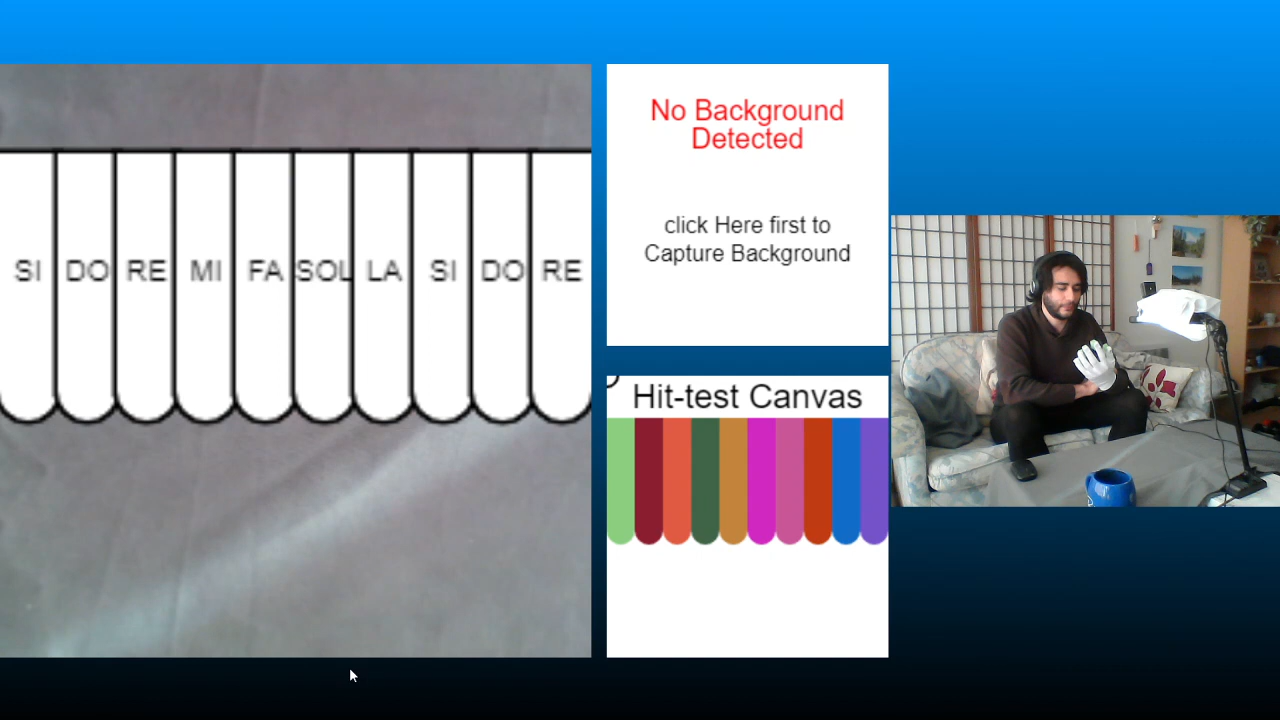 SI DO RE MI FA SOL LA SI DO RE
No Background
Detected
click Here first to
Capture Background
Hit-test Canvas